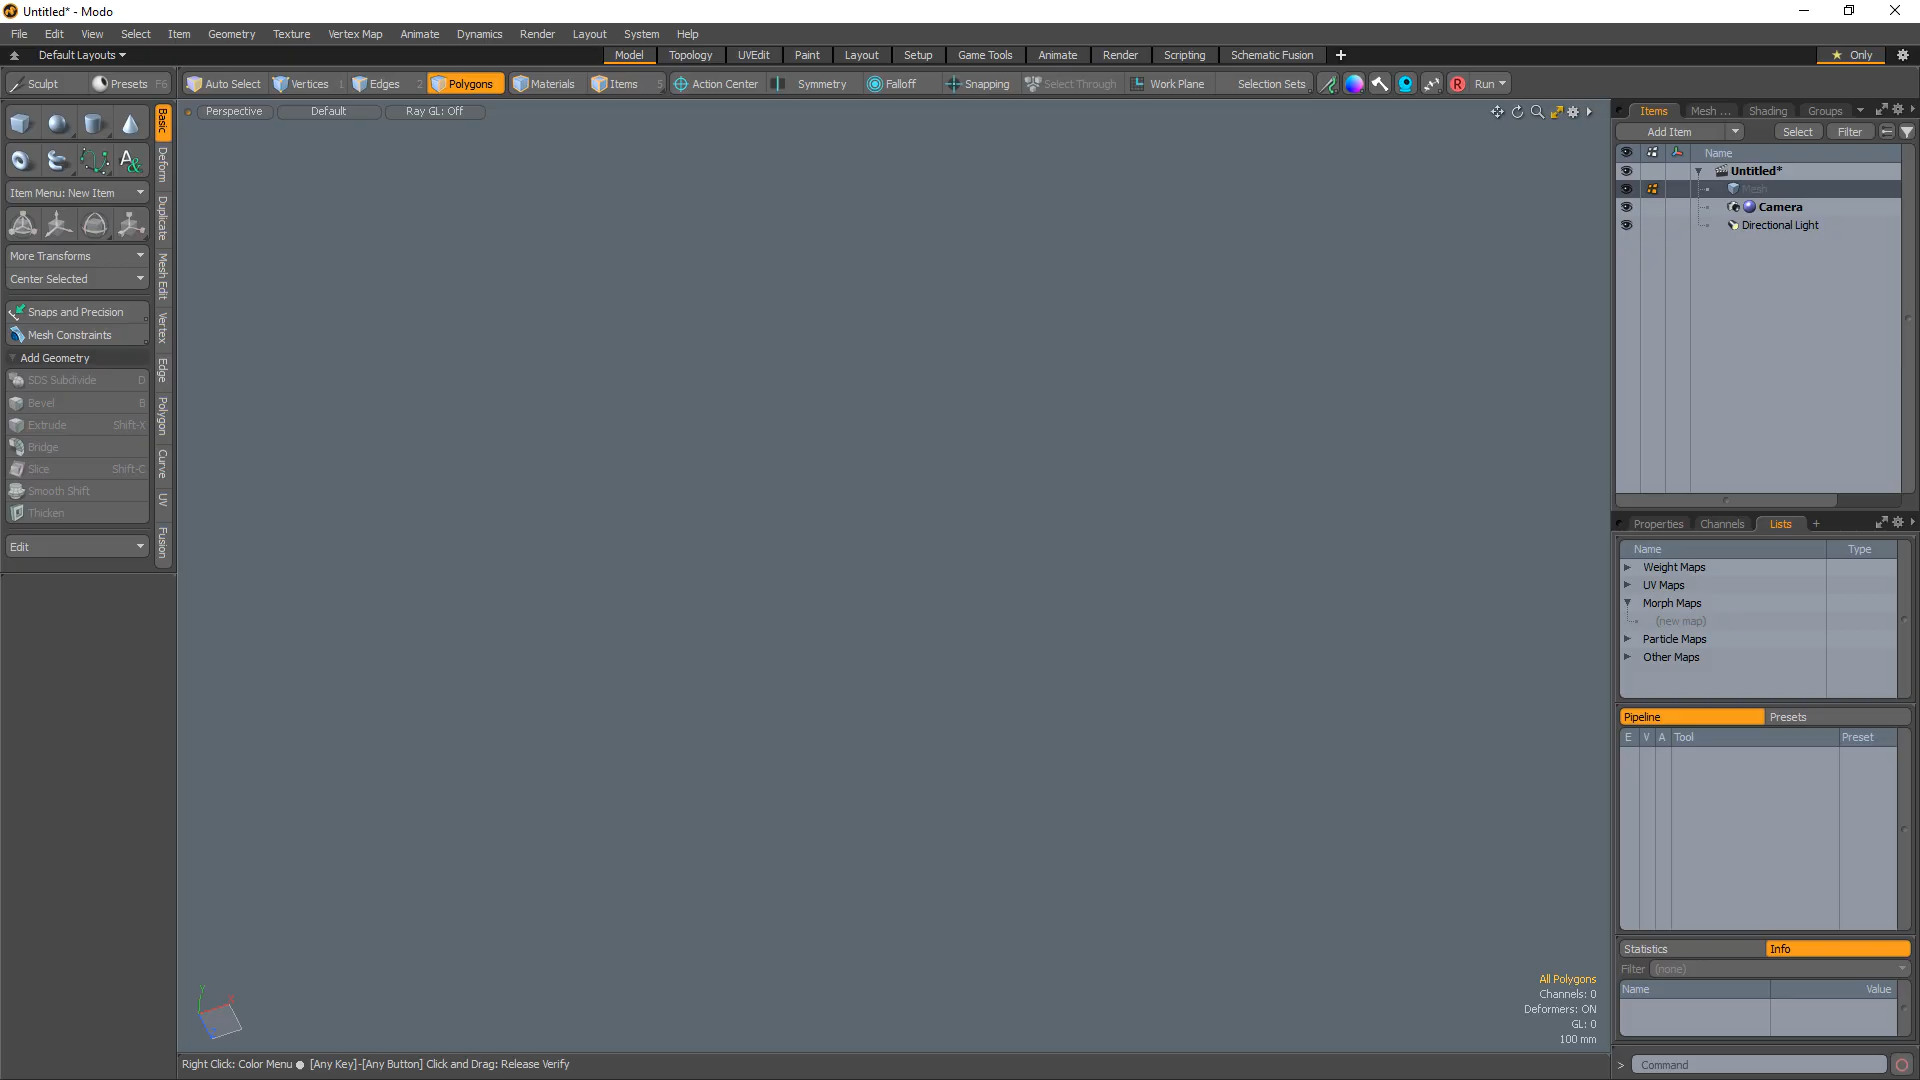 Untitled* - Modo
File Edit View Select Item Geometry Texture Vertex Map Animate Dynamics Render Layout System Help
Default Layouts Model Topology UVEdit Paint Layout Setup Game Tools Animate Render Scripting Schematic Fusion + Only
Sculpt Presets F6 Auto Select Vertices 1 Edges 2 Polygons Materials Items 5 Action Center Symmetry Falloff Snapping Select Through Work Plane Selection Sets R Run
Perspective Default Ray GL: Off
Basic
Deform
Duplicate
Mesh Edit
Vertex
Edge
Polygon
Curve
UV
Fusion
Item Menu: New Item
More Transforms
Center Selected
Snaps and Precision
Mesh Constraints
Add Geometry
SDS Subdivide D
Bevel B
Extrude Shift-X
Bridge
Slice Shift-C
Smooth Shift
Thicken
Edit
Items Mesh ... Shading Groups
Add Item Select Filter
Name
Untitled*
Mesh
Camera
Directional Light
Properties Channels Lists +
Name Type
Weight Maps
UV Maps
Morph Maps
(new map)
Particle Maps
Other Maps
Pipeline Presets
E V A Tool Preset
Statistics Info
Filter (none)
Name Value
Y
X
All Polygons
Channels: 0
Deformers: ON
GL: 0
100 mm
Right Click: Color Menu ● [Any Key]-[Any Button] Click and Drag: Release Verify
> Command